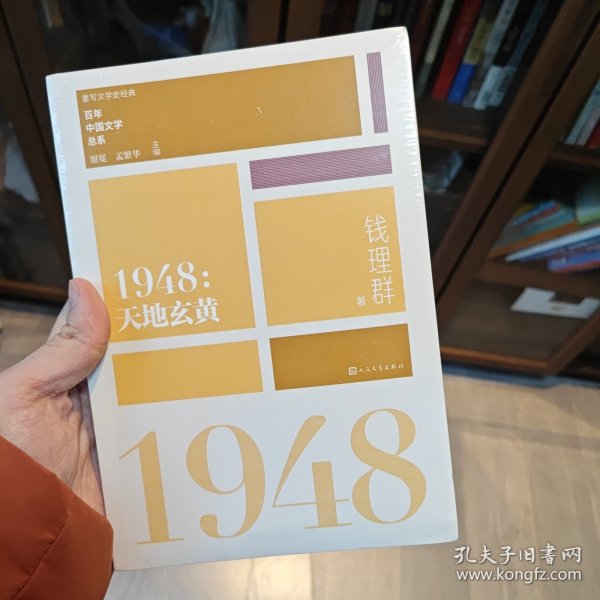 重写文学史经典
百年
中国文学
总系
谢冕 孟繁华 主编
1948:
天地玄黄
钱理群
著
人民文学出版社
1948
孔夫子旧书网
www.kongfz.com